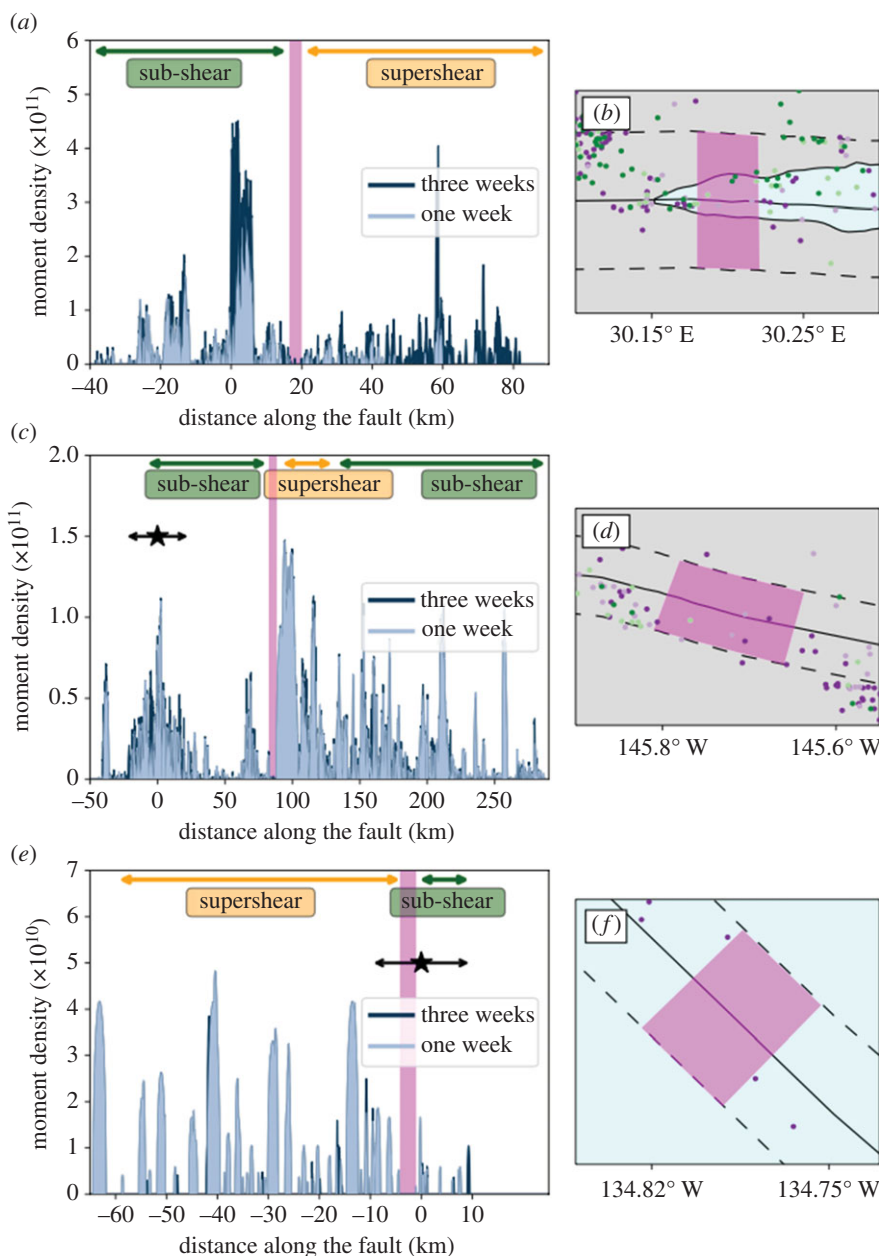 (a)
moment density (×10¹¹)
6
5
4
3
2
1
0
sub-shear
supershear
three weeks
one week
–40
–20
0
20
40
60
80
distance along the fault (km)
(b)
30.15° E
30.25° E
(c)
moment density (×10¹¹)
2.0
1.5
1.0
0.5
0
sub-shear
supershear
sub-shear
three weeks
one week
–50
0
50
100
150
200
250
distance along the fault (km)
(d)
145.8° W
145.6° W
(e)
moment density (×10¹⁰)
7
6
5
4
3
2
1
0
supershear
sub-shear
three weeks
one week
–60
–50
–40
–30
–20
–10
0
10
20
distance along the fault (km)
(f)
134.82° W
134.75° W